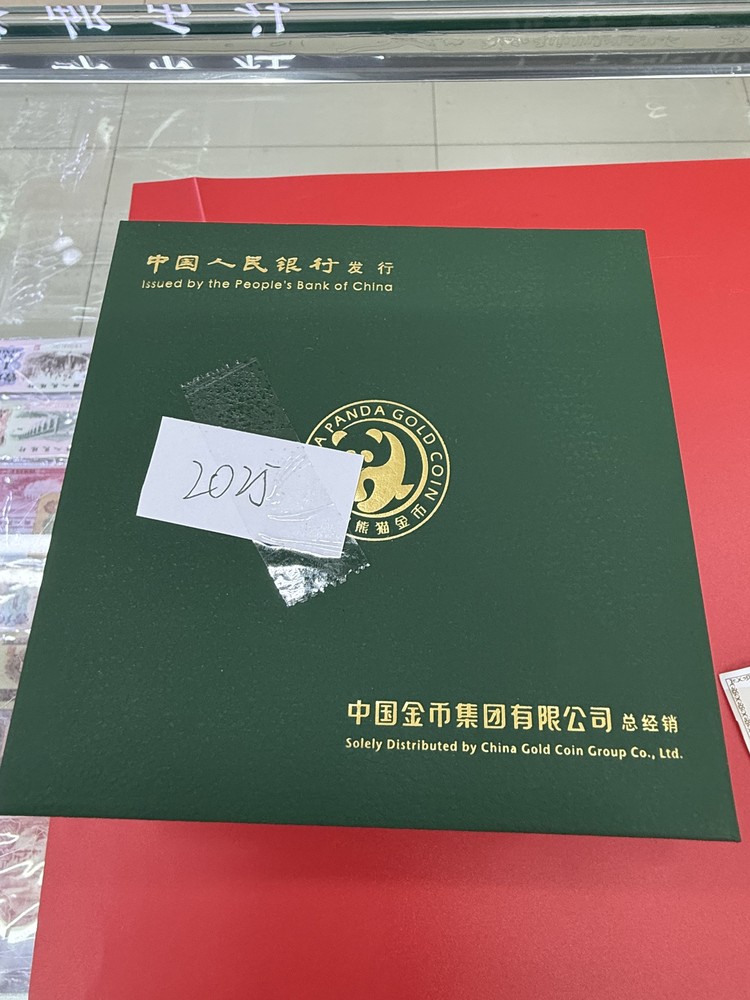 中国人民银行 发行
Issued by the People's Bank of China
A PANDA GOLD COIN
2025
熊猫金币
中国金币集团有限公司 总经销
Solely Distributed by China Gold Coin Group Co., Ltd.